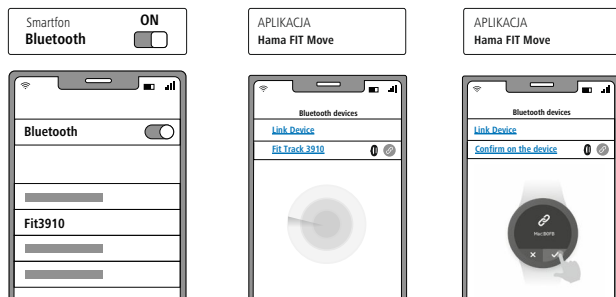 Smartfon
Bluetooth
ON
Bluetooth
Fit3910
APLIKACJA
Hama FIT Move
Bluetooth devices
Link Device
Fit Track 3910
APLIKACJA
Hama FIT Move
Bluetooth devices
Link Device
Confirm on the device